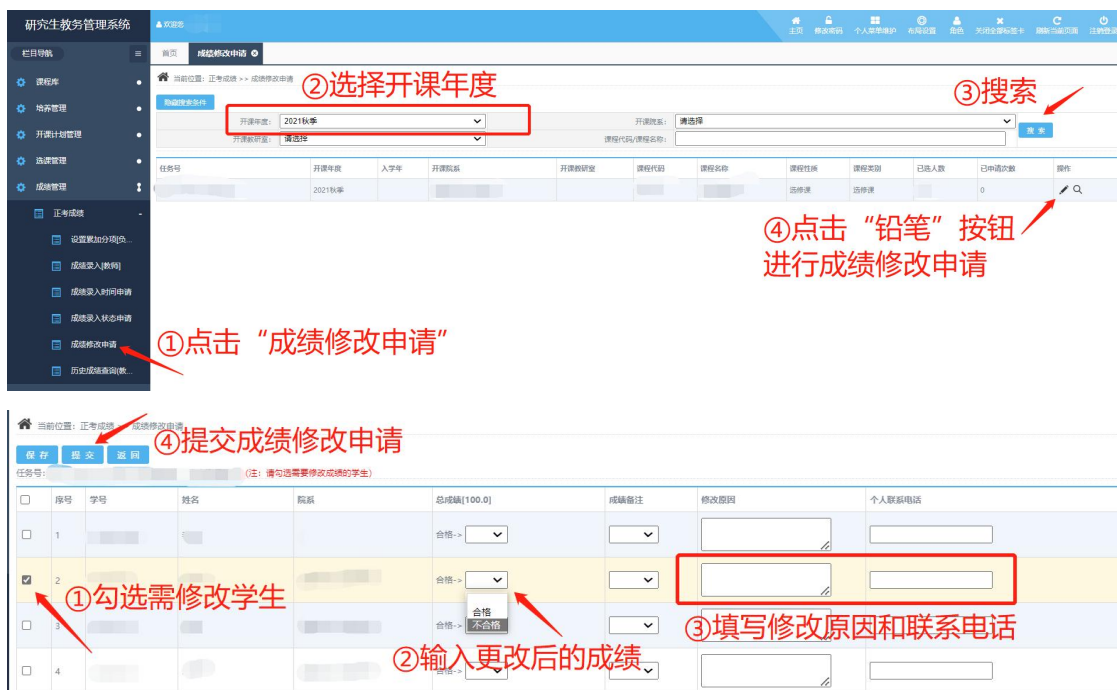 研究生教务管理系统
欢迎您
主页 修改密码 个人菜单维护 布局设置 角色 关闭全部标签卡 刷新当前页面 注销登录
栏目导航
首页 成绩修改申请
课程库
培养管理
开课计划管理
选课管理
成绩管理
正考成绩
设置累加分项[负...
成绩录入[教师]
成绩录入时间申请
成绩录入状态申请
成绩修改申请
历史成绩查询(教...
当前位置: 正考成绩 >> 成绩修改申请
②选择开课年度
③搜索
隐藏搜索条件
开课年度: 2021秋季 开课院系: 请选择
开课教研室: 请选择 课程代码/课程名称:
搜 索
任务号 开课年度 入学年 开课院系 开课教研室 课程代码 课程名称 课程性质 课程类别 已选人数 已申请次数 操作
2021秋季 选修课 选修课 0
④点击“铅笔”按钮
进行成绩修改申请
①点击“成绩修改申请”
当前位置: 正考成绩 >> 成绩修改申请
④提交成绩修改申请
保 存 提 交 返 回
任务号: (注: 请勾选需要修改成绩的学生)
序号 学号 姓名 院系 总成绩[100.0] 成绩备注 修改原因 个人联系电话
1 合格->
2 合格->
合格
不合格
①勾选需修改学生
3 合格->
③填写修改原因和联系电话
②输入更改后的成绩
4 合格->